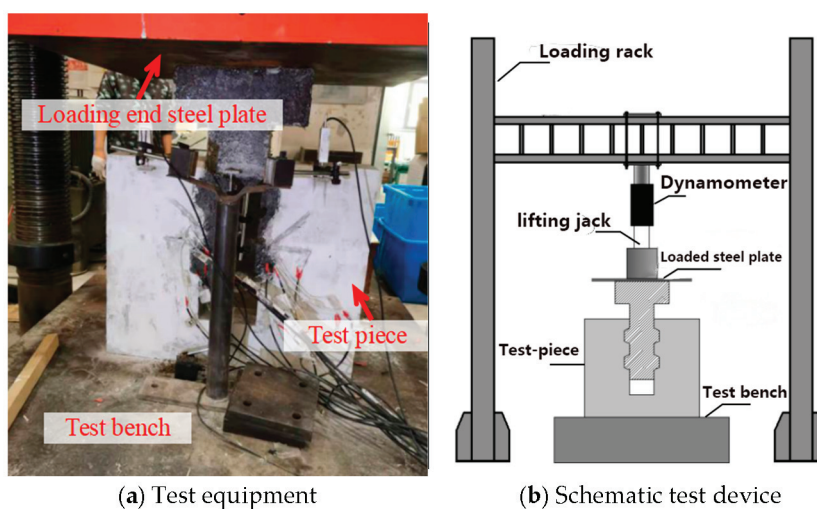 Loading end steel plate
Test piece
Test bench
Loading rack
Dynamometer
lifting jack
Loaded steel plate
Test-piece
Test bench
(a) Test equipment
(b) Schematic test device